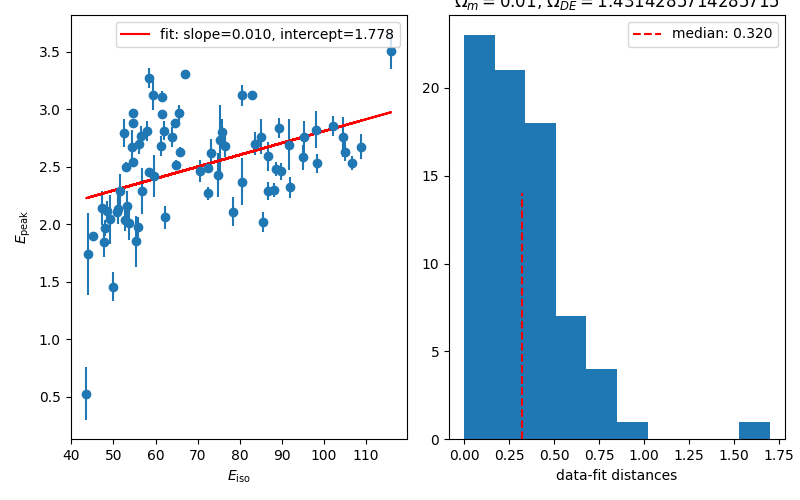 Ω_m = 0.01, Ω_DE = 1.4314285714285715
fit: slope=0.010, intercept=1.778
median: 0.320
3.5
3.0
2.5
2.0
1.5
1.0
0.5
E_peak
40 50 60 70 80 90 100 110
E_iso
20
15
10
5
0
0.00 0.25 0.50 0.75 1.00 1.25 1.50 1.75
data-fit distances